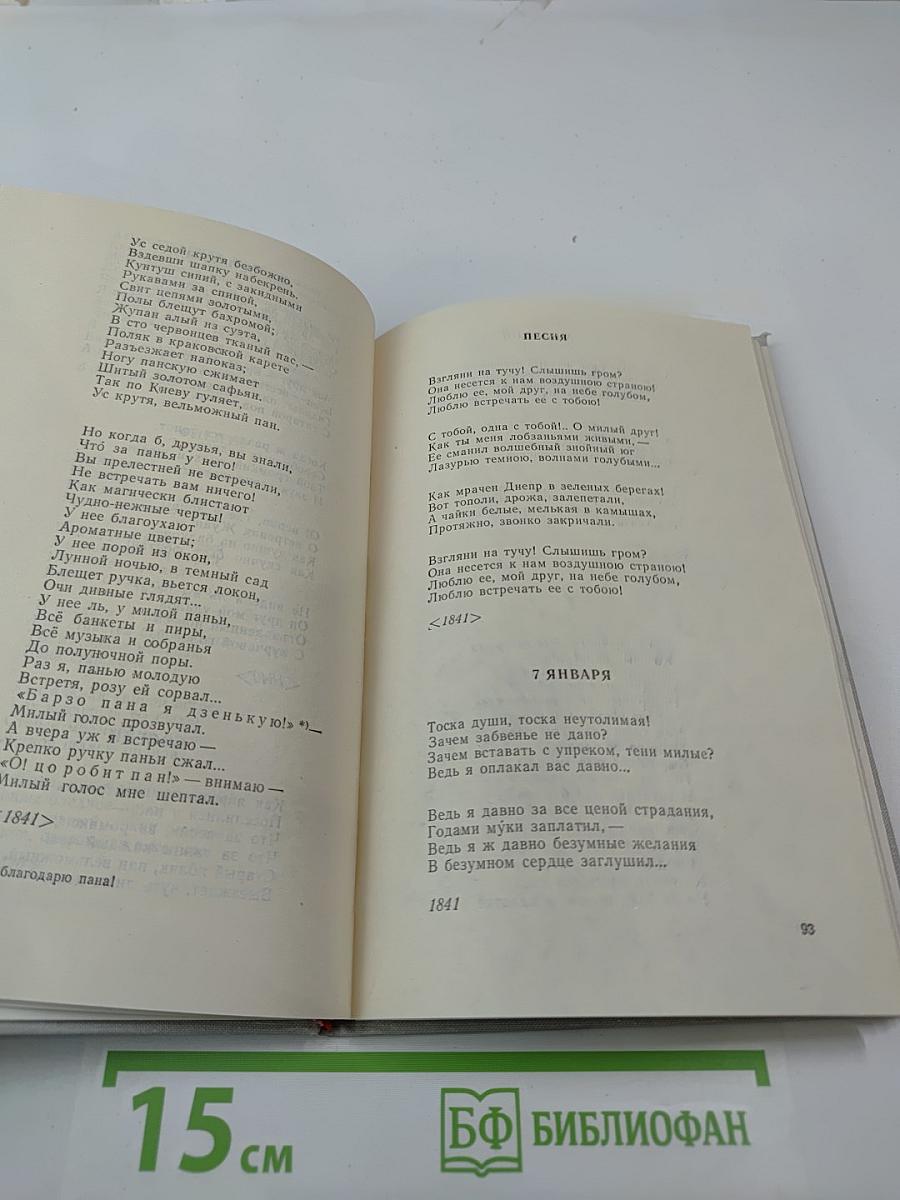 Ус седой крутя безбожно,
Вздевши шапку набекрень.
Кунтуш синий, с закидными
Рукавами за спиной,
Свит цепями золотыми,
Полы блещут бахромой;
Жупан алый из суэта,
В сто червонцев тканый пас, —
Поляк в краковской карете
Разъезжает напоказ;
Ногу панскую сжимает
Шитый золотом сафьян.
Так по Киеву гуляет,
Ус крутя, вельможный пан.
Но когда б, друзья, вы знали,
Что́ за панья у него!
Вы прелестней не встречали,
Не встречать вам ничего!
Как магически блистают
Чудно-нежные черты!
У нее благоухают
Ароматные цветы;
У нее порой из окон,
Лунной ночью, в темный сад
Блещет ручка, вьется локон,
Очи дивные глядят...
У нее ль, у милой паньи,
Всё банкеты и пиры,
Всё музыка и собранья
До полуночной поры.
Раз я, панью молодую
Встретя, розу ей сорвал...
«Барзо пана я дзенькую!» *) —
Милый голос прозвучал.
А вчера уж я встречаю —
Крепко ручку паньи сжал...
«О! цо робит пан!» — внимаю —
Милый голос мне шептал.
<1841>
благодарю пана!
ПЕСНЯ
Взгляни на тучу! Слышишь гром?
Она несется к нам воздушною страною!
Люблю ее, мой друг, на небе голубом,
Люблю встречать ее с тобою!
С тобой, одна с тобой!.. О милый друг!
Как ты меня лобзаньями живыми, —
Ее сманил волшебный знойный юг
Лазурью темною, волнами голубыми...
Как мрачен Днепр в зеленых берегах!
Вот тополи, дрожа, залепетали,
А чайки белые, мелькая в камышах,
Протяжно, звонко закричали.
Взгляни на тучу! Слышишь гром?
Она несется к нам воздушною страною!
Люблю ее, мой друг, на небе голубом,
Люблю встречать ее с тобою!
<1841>
7 ЯНВАРЯ
Тоска души, тоска неутолимая!
Зачем забвенье не дано?
Зачем вставать с упреком, тени милые?
Ведь я оплакал вас давно...
Ведь я давно за все ценой страдания,
Годами му́ки заплатил, —
Ведь я ж давно безумные желания
В безумном сердце заглушил...
1841
93
15 см
БФ БИБЛИОФАН